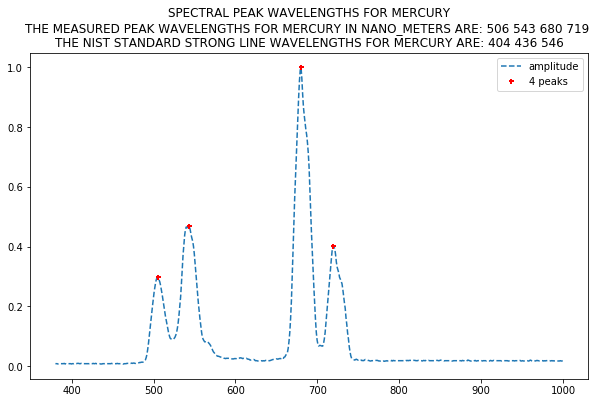 SPECTRAL PEAK WAVELENGTHS FOR MERCURY
THE MEASURED PEAK WAVELENGTHS FOR MERCURY IN NANO_METERS ARE: 506 543 680 719
THE NIST STANDARD STRONG LINE WAVELENGTHS FOR MERCURY ARE: 404 436 546
amplitude
4 peaks
1.0
0.8
0.6
0.4
0.2
0.0
400 500 600 700 800 900 1000